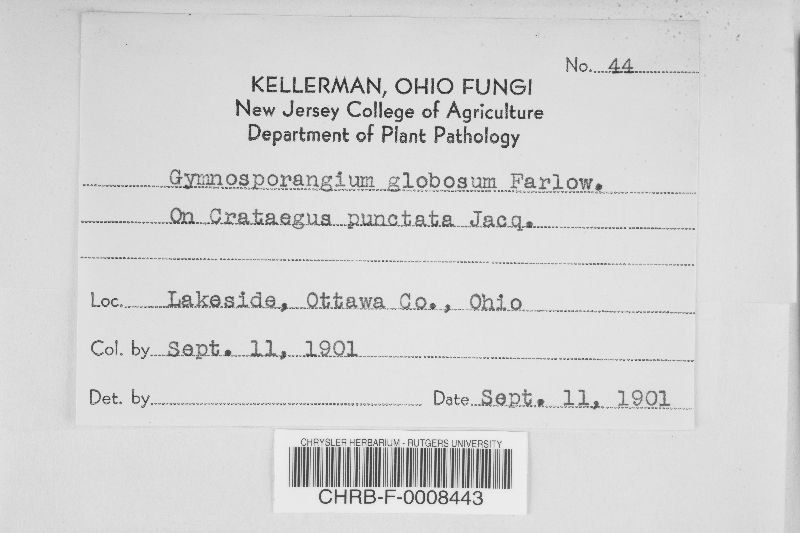 No. 44
KELLERMAN, OHIO FUNGI
New Jersey College of Agriculture
Department of Plant Pathology
Gymnosporangium globosum Farlow.
On Crataegus punctata Jacq.
Loc. Lakeside, Ottawa Co., Ohio
Col. by Sept. 11, 1901
Det. by Date Sept. 11, 1901
CHRYSLER HERBARIUM - RUTGERS UNIVERSITY
CHRB-F-0008443